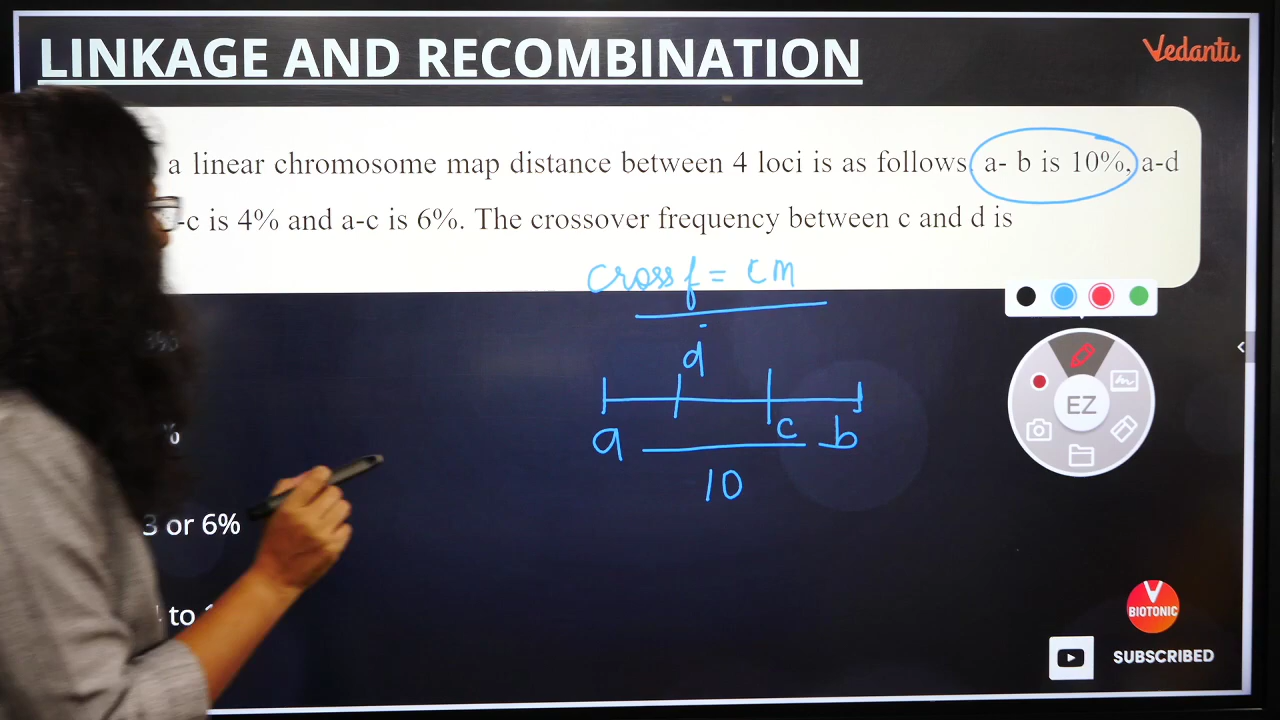 LINKAGE AND RECOMBINATION
Vedantu
a linear chromosome map distance between 4 loci is as follows. a- b is 10%, a-d
-c is 4% and a-c is 6%. The crossover frequency between c and d is
cross f = cM
d
a c b
10
%
3 or 6%
to
EZ
V
BIOTONIC
SUBSCRIBED